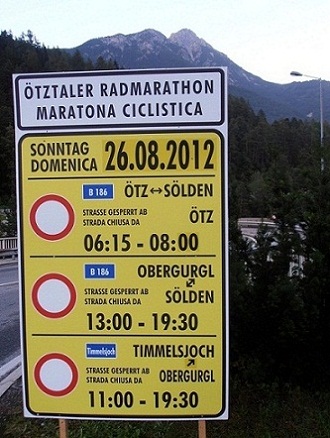 ÖTZTALER RADMARATHON
MARATONA CICLISTICA
SONNTAG
DOMENICA 26.08.2012
B 186 ÖTZ↔SÖLDEN
STRASSE GESPERRT AB
STRADA CHIUSA DA ÖTZ
06:15 - 08:00
B 186 OBERGURGL
STRASSE GESPERRT AB
STRADA CHIUSA DA SÖLDEN
13:00 - 19:30
Timmelsjoch TIMMELSJOCH
STRASSE GESPERRT AB
STRADA CHIUSA DA OBERGURGL
11:00 - 19:30